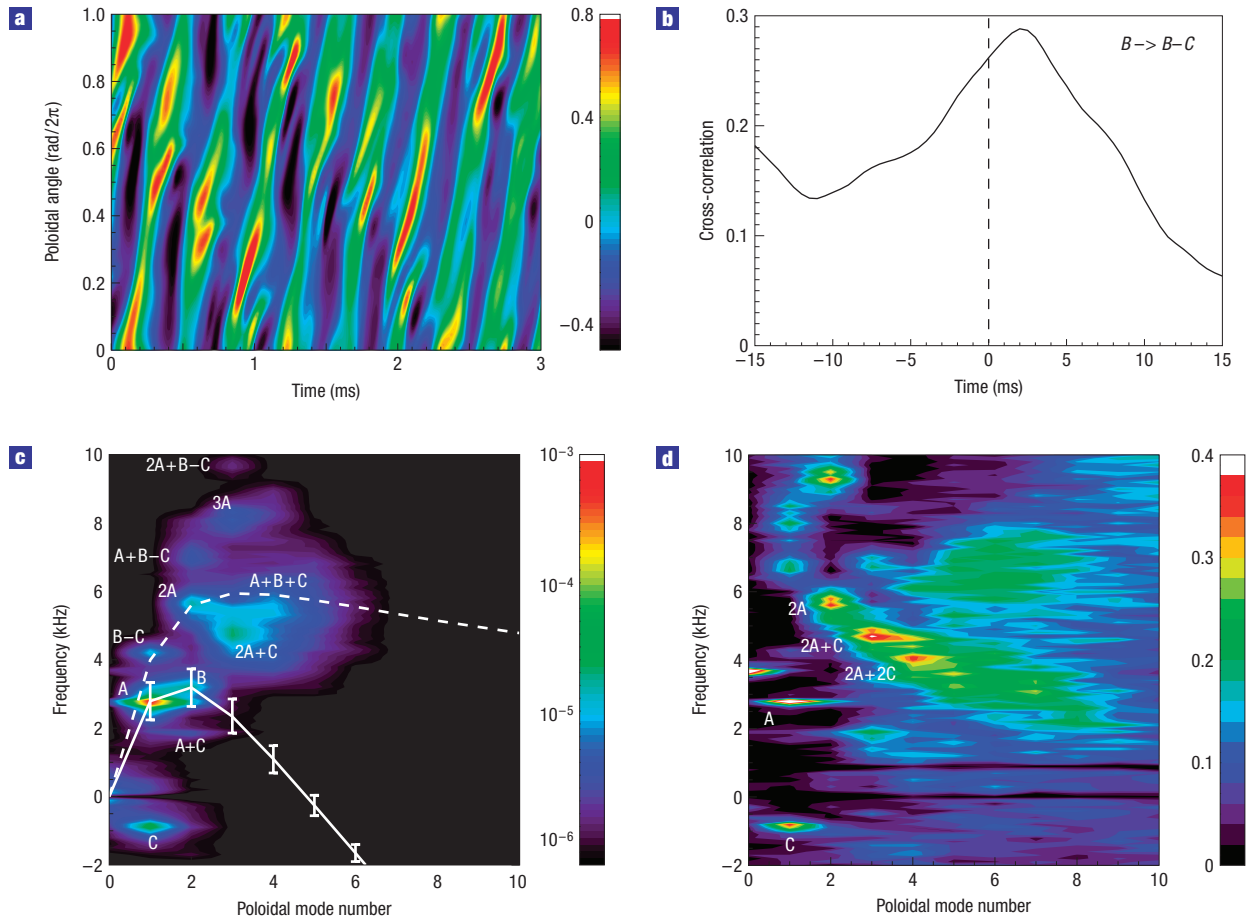 a
1.0
0.8
0.6
0.4
0.2
0
Poloidal angle (rad/2π)
0 1 2 3
Time (ms)
0.8
0.4
0
−0.4
b
0.3
0.2
0.1
0
Cross-correlation
B −> B−C
−15 −10 −5 0 5 10 15
Time (ms)
c
10
8
6
4
2
0
−2
Frequency (kHz)
2A+B−C
3A
A+B−C
2A
A+B+C
B−C
2A+C
A
B
A+C
C
0 2 4 6 8 10
Poloidal mode number
10−3
10−4
10−5
10−6
d
10
8
6
4
2
0
−2
Frequency (kHz)
2A
2A+C
2A+2C
A
C
0 2 4 6 8 10
Poloidal mode number
0.4
0.3
0.2
0.1
0